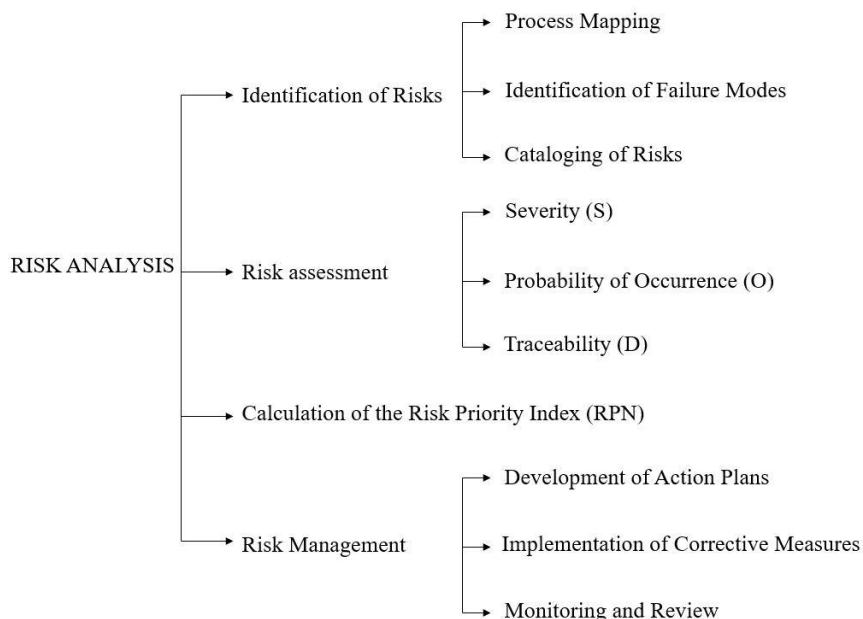 RISK ANALYSIS
Identification of Risks
Process Mapping
Identification of Failure Modes
Cataloging of Risks
Risk assessment
Severity (S)
Probability of Occurrence (O)
Traceability (D)
Calculation of the Risk Priority Index (RPN)
Risk Management
Development of Action Plans
Implementation of Corrective Measures
Monitoring and Review